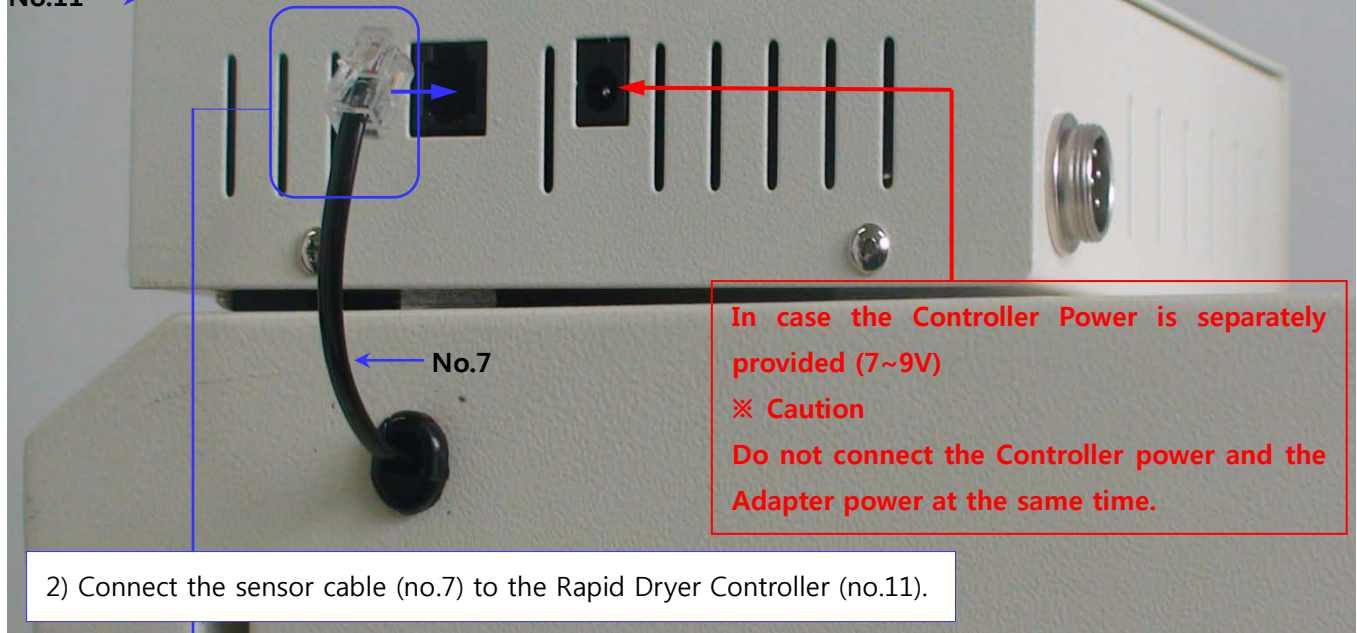 No.11
In case the Controller Power is separately
provided (7~9V)
No.7
※ Caution
Do not connect the Controller power and the
Adapter power at the same time.
2) Connect the sensor cable (no.7) to the Rapid Dryer Controller (no.11).